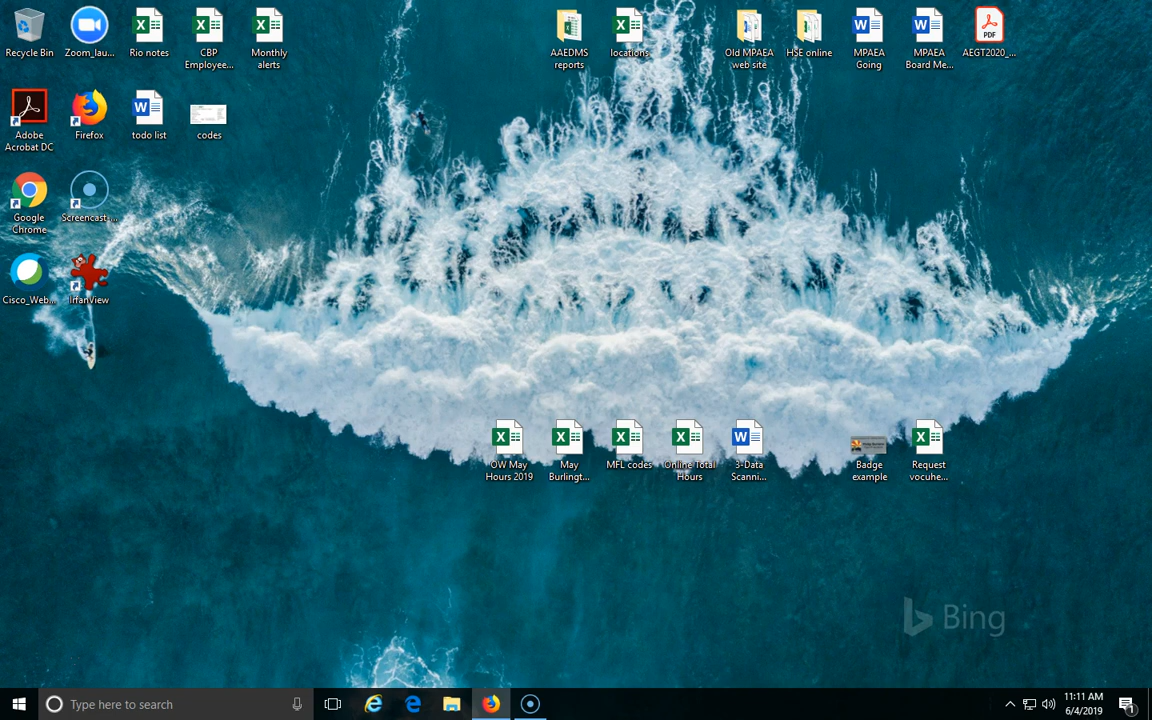 Recycle Bin
Zoom_lau...
Rio notes
CBP
Employee...
Monthly
alerts
AAEDMS
reports
locations
Old MPAEA
web site
HSE online
MPAEA
Going
MPAEA
Board Me...
PDF
AEGT2020_...
Adobe
Acrobat DC
Firefox
todo list
codes
Google
Chrome
Screencast-...
Cisco_Web...
IrfanView
OW May
Hours 2019
May
Burlingt...
MFL codes
Online Total
Hours
3-Data
Scanni...
Badge
example
Request
vocuhe...
Bing
Type here to search
11:11 AM
6/4/2019
1